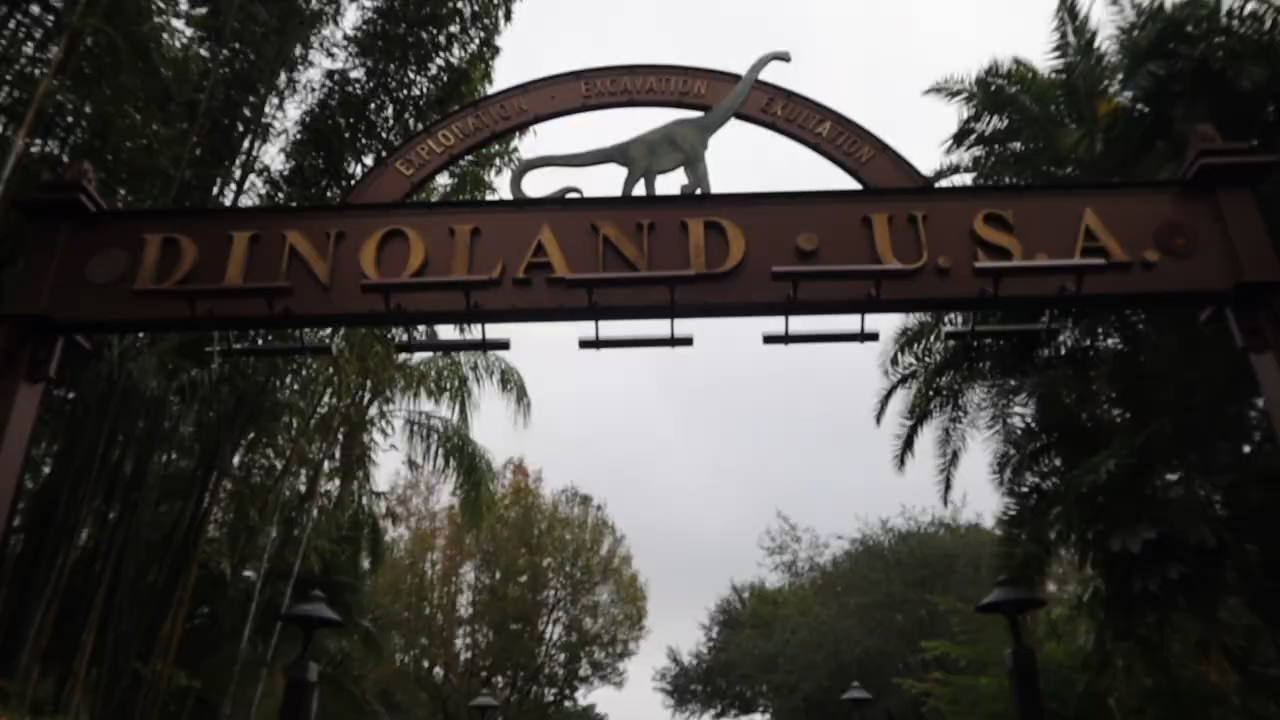 EXPLORATION · EXCAVATION · EXULTATION
DINOLAND · U.S.A.